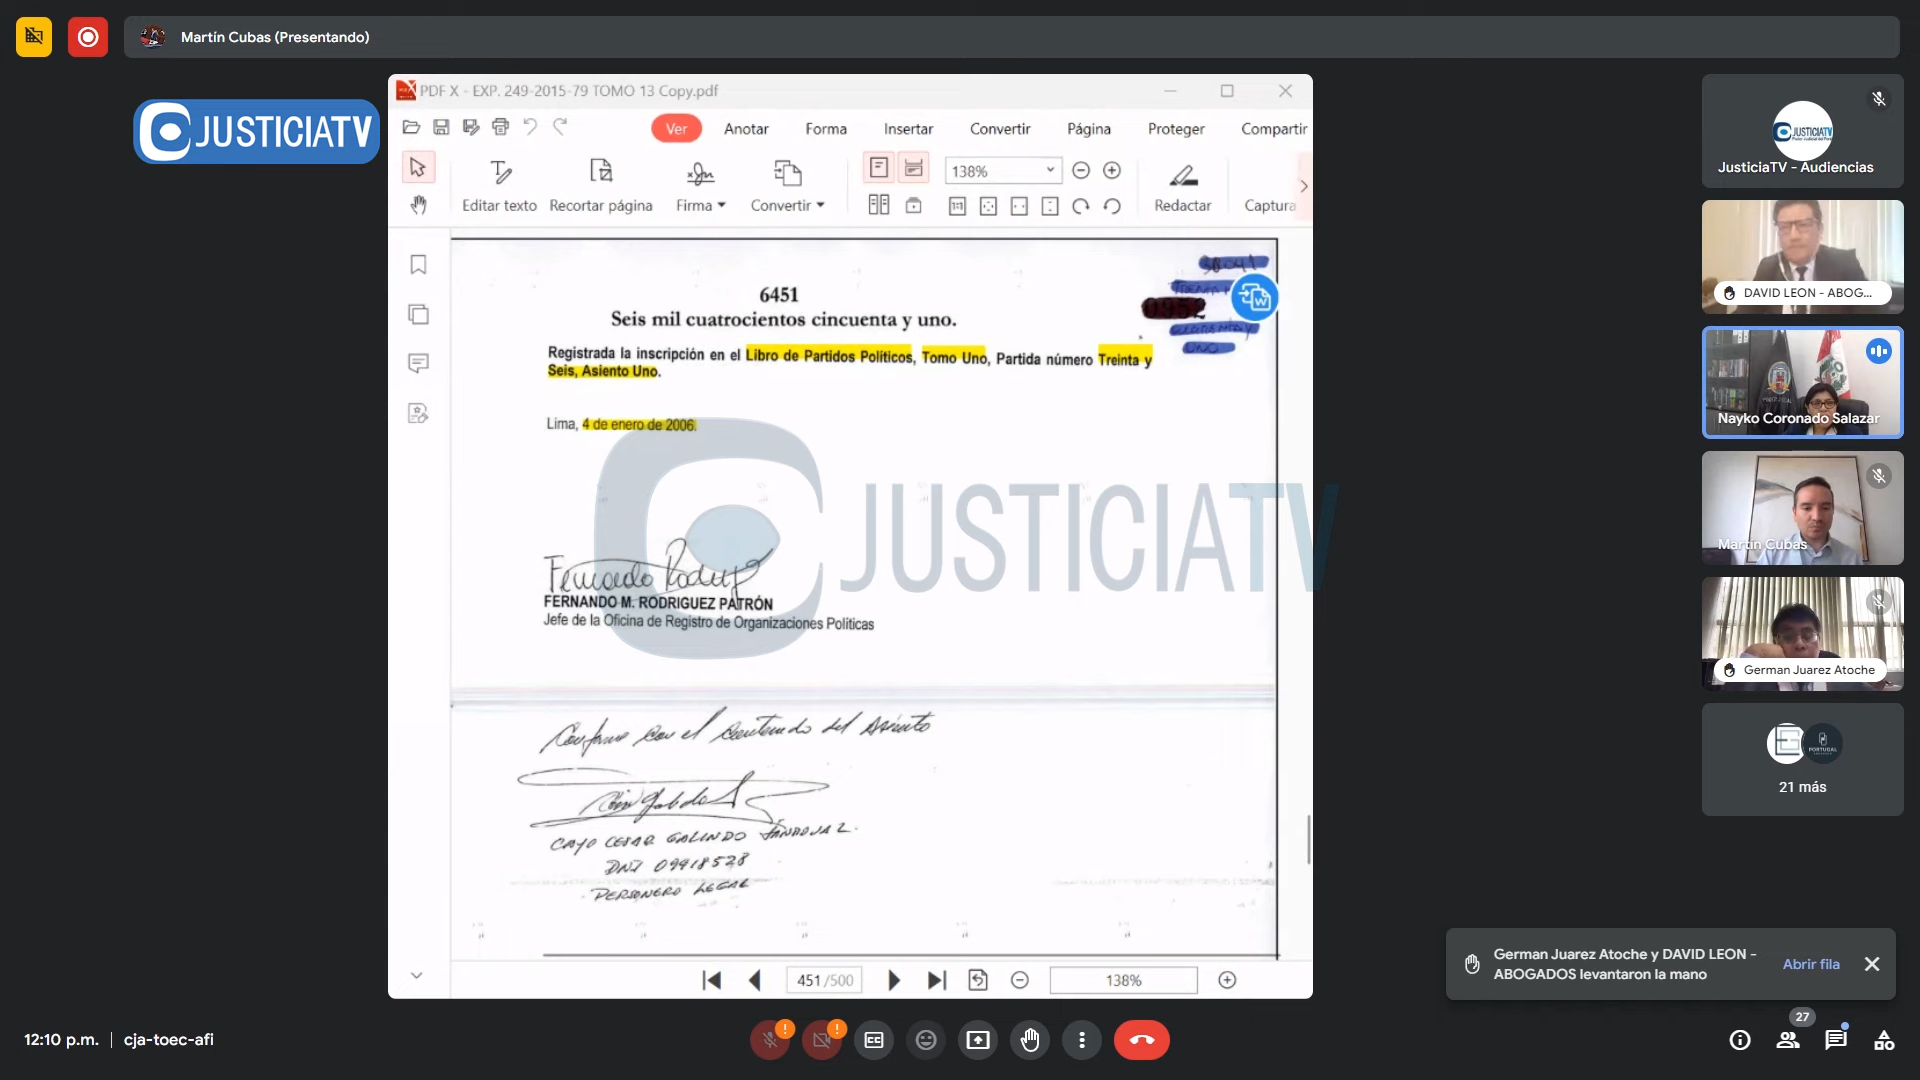 Martín Cubas (Presentando)
JUSTICIATV
PDF X - EXP. 249-2015-79 TOMO 13 Copy.pdf
Ver
Anotar
Forma
Insertar
Convertir
Página
Proteger
Compartir
138%
Editar texto
Recortar página
Firma
Convertir
Redactar
Captura
6451
Seis mil cuatrocientos cincuenta y uno.
Registrada la inscripción en el Libro de Partidos Políticos, Tomo Uno, Partida número Treinta y
Seis, Asiento Uno.
Lima, 4 de enero de 2006.
JUSTICIATV
Fernando Rodríg
FERNANDO M. RODRIGUEZ PATRÓN
Jefe de la Oficina de Registro de Organizaciones Políticas
Conforme con el contenido del Asiento
CAYO CESAR GALINDO SANDOVAL.
DNI 09918528
PERSONERO LEGAL
451 /500
138%
JUSTICIATV
JusticiaTV - Audiencias
DAVID LEON - ABOG...
Nayko Coronado Salazar
Martín Cubas
German Juarez Atoche
PORTUGAL
21 más
German Juarez Atoche y DAVID LEON -
ABOGADOS levantaron la mano
Abrir fila
12:10 p.m.
cja-toec-afi
27